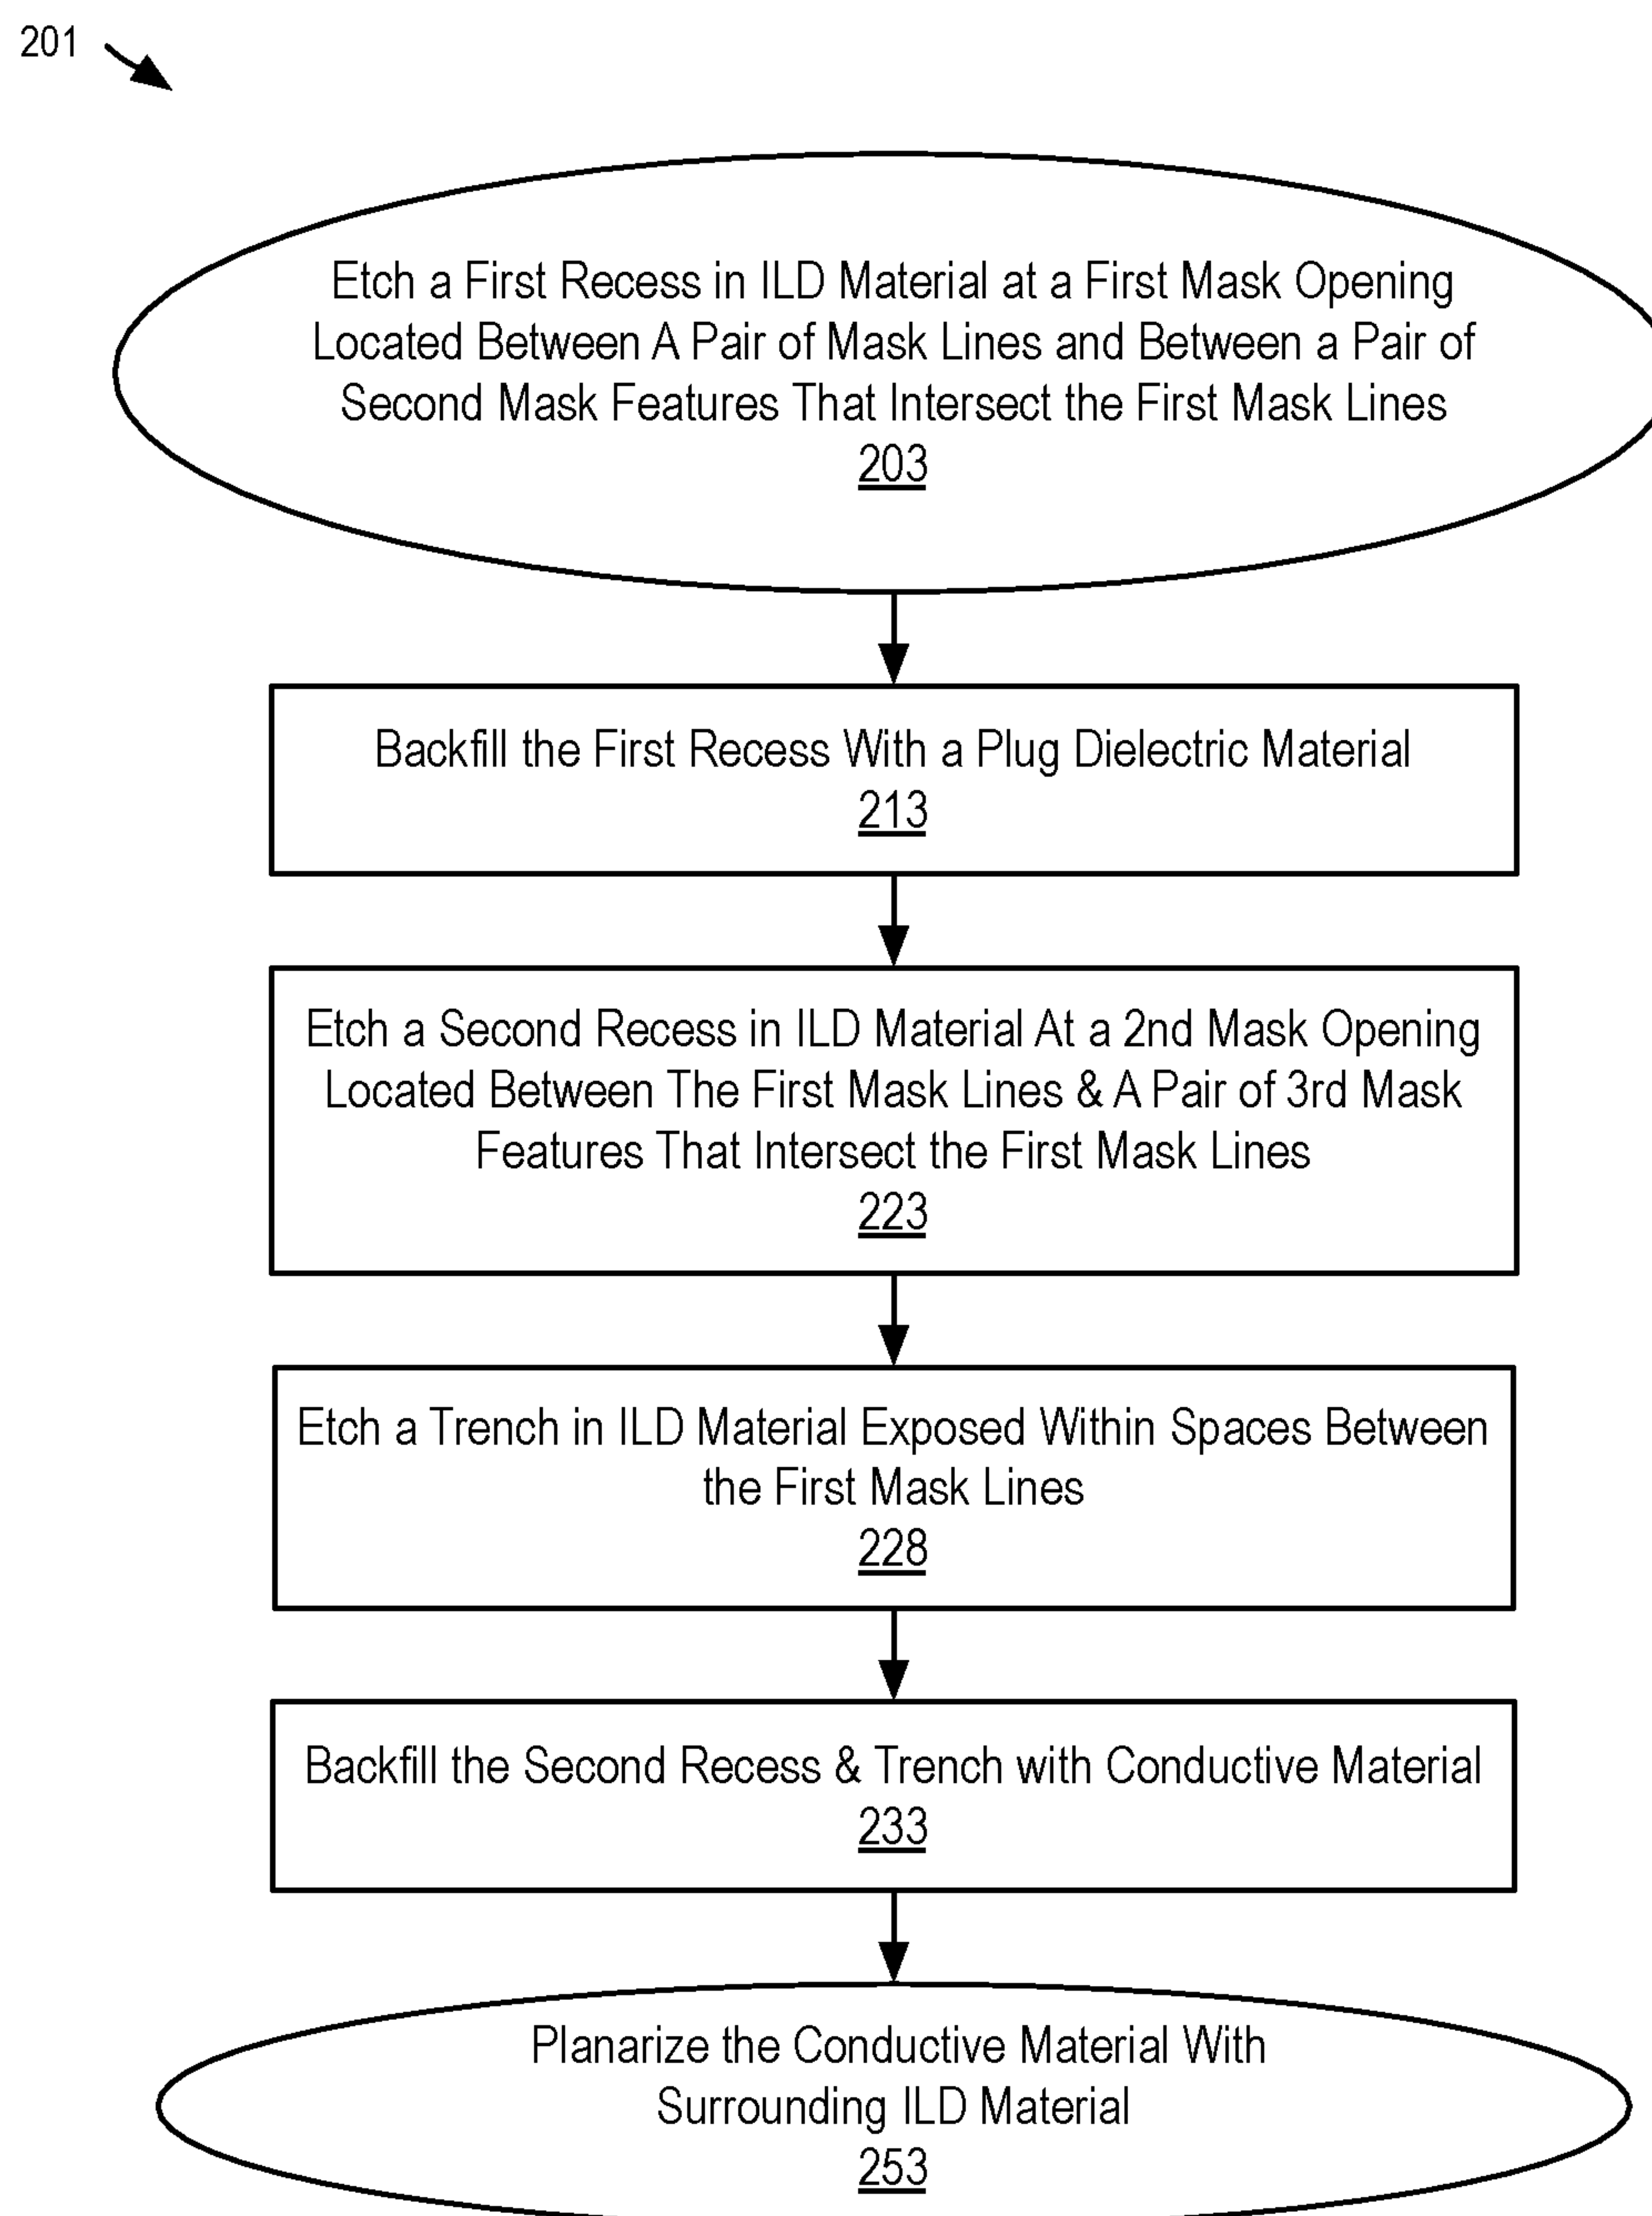 201
Etch a First Recess in ILD Material at a First Mask Opening
Located Between A Pair of Mask Lines and Between a Pair of
Second Mask Features That Intersect the First Mask Lines
203
Backfill the First Recess With a Plug Dielectric Material
213
Etch a Second Recess in ILD Material At a 2nd Mask Opening
Located Between The First Mask Lines & A Pair of 3rd Mask
Features That Intersect the First Mask Lines
223
Etch a Trench in ILD Material Exposed Within Spaces Between
the First Mask Lines
228
Backfill the Second Recess & Trench with Conductive Material
233
Planarize the Conductive Material With
Surrounding ILD Material
253